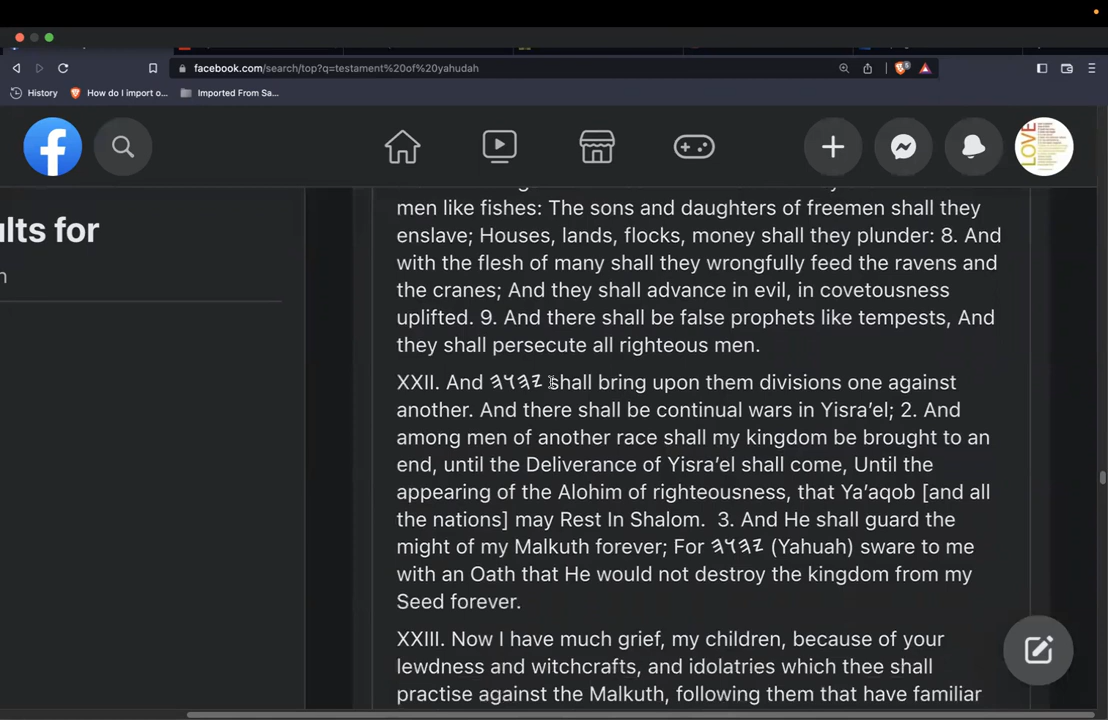 facebook.com/search/top?q=testament%20of%20yahudah
History
How do I import o...
Imported From Sa...
LOVE
ults for
n
men like fishes: The sons and daughters of freemen shall they
enslave; Houses, lands, flocks, money shall they plunder: 8. And
with the flesh of many shall they wrongfully feed the ravens and
the cranes; And they shall advance in evil, in covetousness
uplifted. 9. And there shall be false prophets like tempests, And
they shall persecute all righteous men.
XXII. And 𐤉𐤄𐤅𐤄 shall bring upon them divisions one against
another. And there shall be continual wars in Yisra’el; 2. And
among men of another race shall my kingdom be brought to an
end, until the Deliverance of Yisra’el shall come, Until the
appearing of the Alohim of righteousness, that Ya’aqob [and all
the nations] may Rest In Shalom. 3. And He shall guard the
might of my Malkuth forever; For 𐤉𐤄𐤅𐤄 (Yahuah) sware to me
with an Oath that He would not destroy the kingdom from my
Seed forever.
XXIII. Now I have much grief, my children, because of your
lewdness and witchcrafts, and idolatries which thee shall
practise against the Malkuth, following them that have familiar